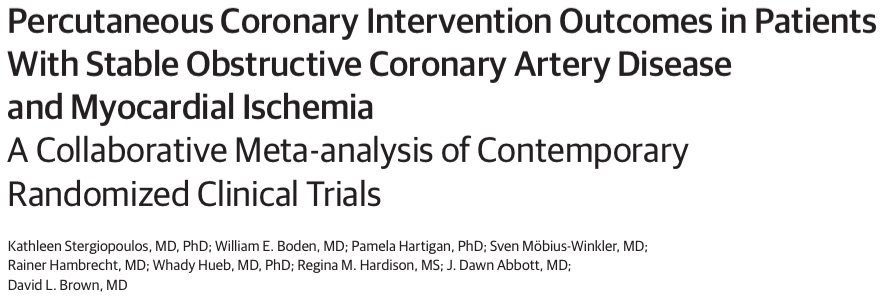 Percutaneous Coronary Intervention Outcomes in Patients
With Stable Obstructive Coronary Artery Disease
and Myocardial Ischemia
A Collaborative Meta-analysis of Contemporary
Randomized Clinical Trials
Kathleen Stergiopoulos, MD, PhD; William E. Boden, MD; Pamela Hartigan, PhD; Sven Möbius-Winkler, MD;
Rainer Hambrecht, MD; Whady Hueb, MD, PhD; Regina M. Hardison, MS; J. Dawn Abbott, MD;
David L. Brown, MD